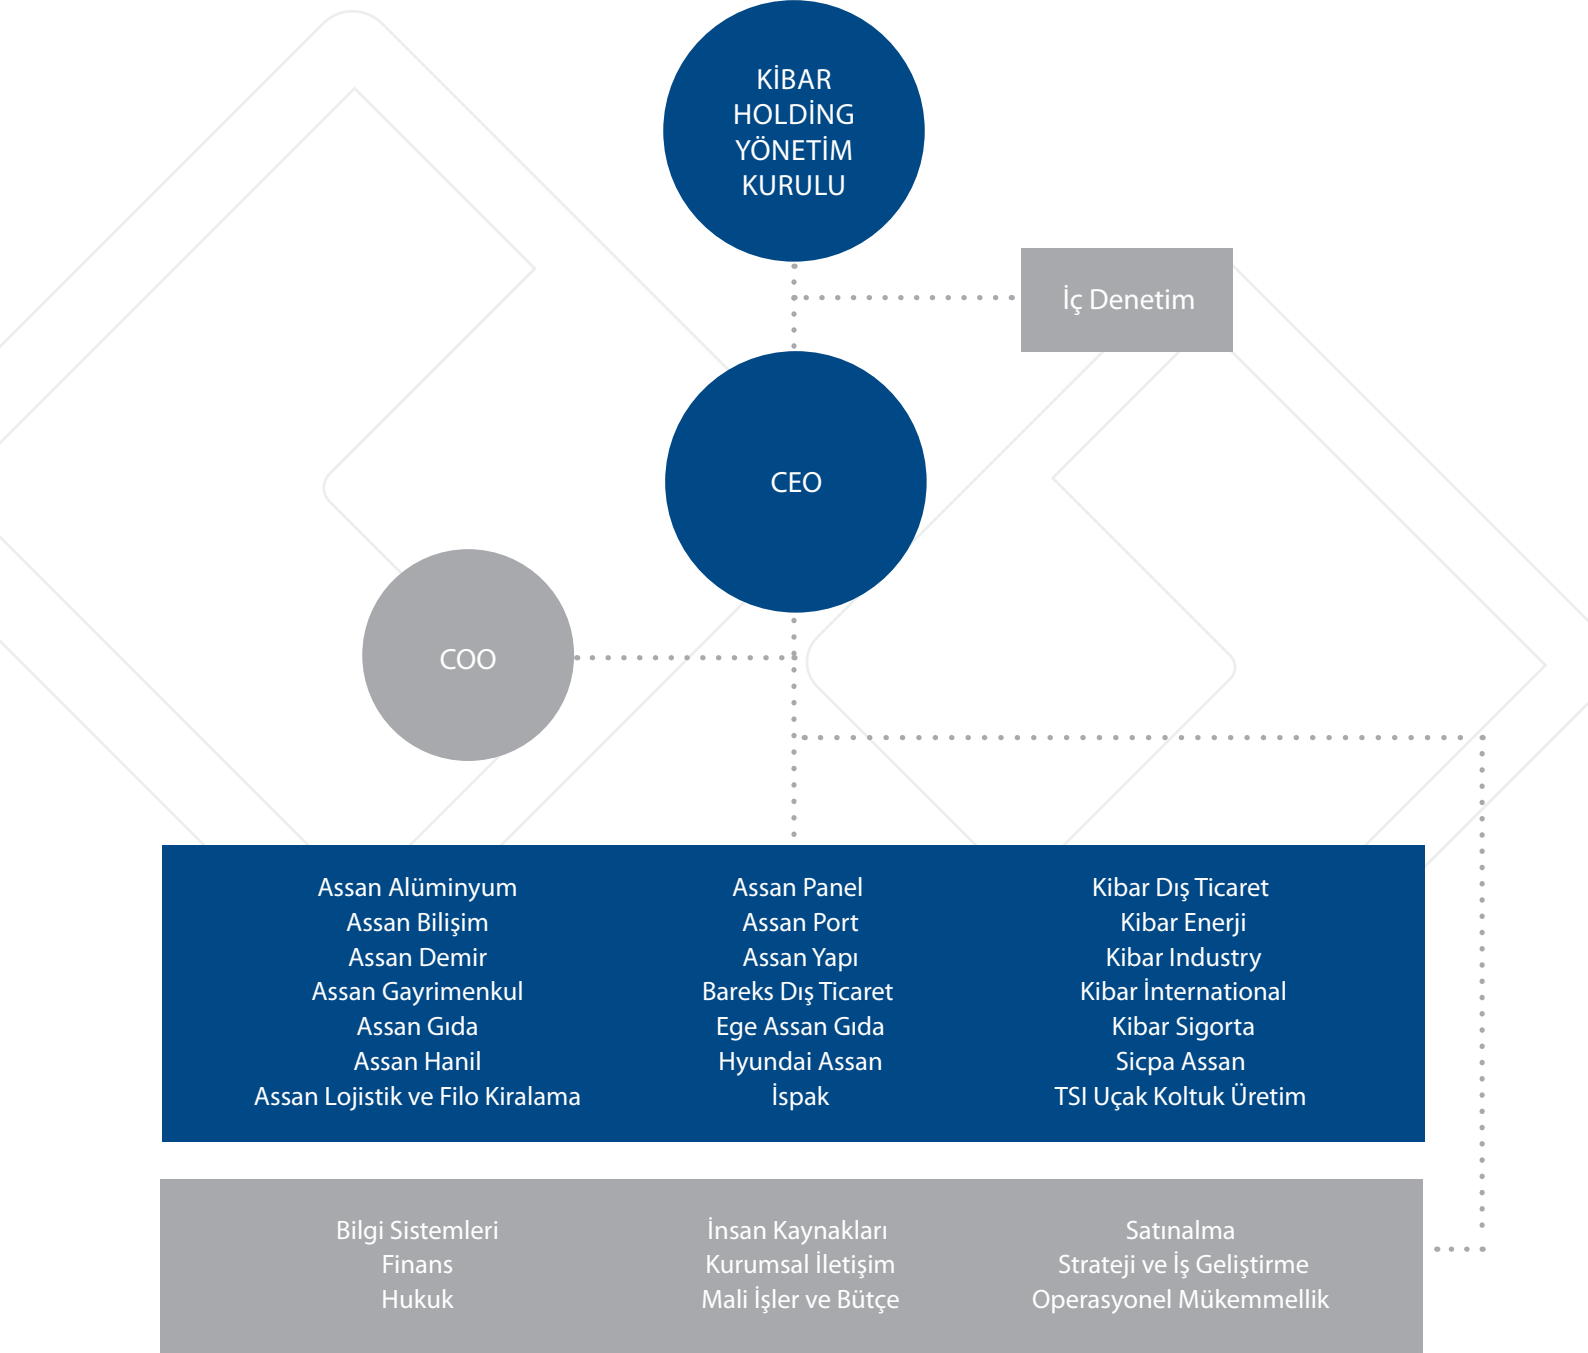 KİBAR
HOLDİNG
YÖNETİM
KURULU
İç Denetim
CEO
COO
Assan Alüminyum
Assan Bilişim
Assan Demir
Assan Gayrimenkul
Assan Gıda
Assan Hanil
Assan Lojistik ve Filo Kiralama
Assan Panel
Assan Port
Assan Yapı
Bareks Dış Ticaret
Ege Assan Gıda
Hyundai Assan
İspak
Kibar Dış Ticaret
Kibar Enerji
Kibar Industry
Kibar İnternational
Kibar Sigorta
Sicpa Assan
TSI Uçak Koltuk Üretim
Bilgi Sistemleri
Finans
Hukuk
İnsan Kaynakları
Kurumsal İletişim
Mali İşler ve Bütçe
Satınalma
Strateji ve İş Geliştirme
Operasyonel Mükemmellik